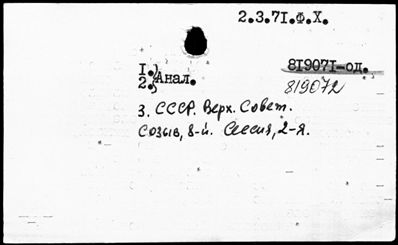 2.3.71.Ф.Х.
1.) Анал.
2.)
819071-од.
819072
3. СССР. Верх. Совет.
Созыв, 8-й. Сессия, 2-я.